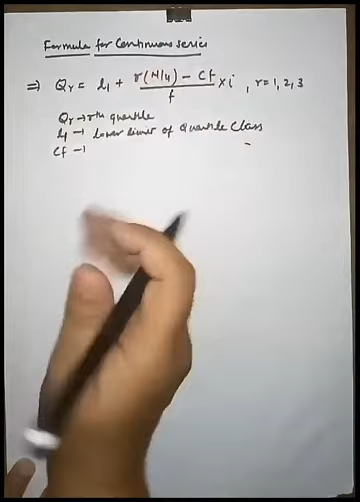 Formula for Continuous series
⇒ Qr = l1 + r(N/4) - Cf / f × i , r = 1, 2, 3
Qr → rth quartile
l1 → lower limit of Quartile Class
Cf →